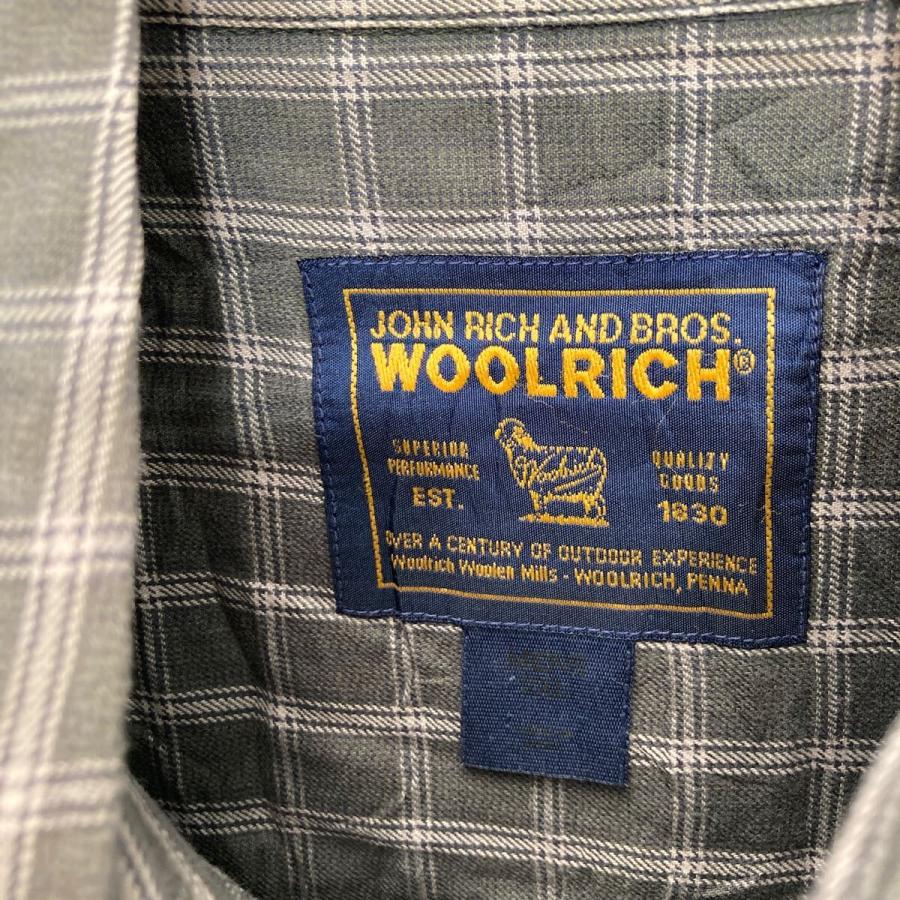 JOHN RICH AND BROS.
WOOLRICH®
SUPERIOR
PERFORMANCE
EST.
Woolrich
QUALITY
GOODS
1830
OVER A CENTURY OF OUTDOOR EXPERIENCE
Woolrich Woolen Mills - WOOLRICH, PENNA